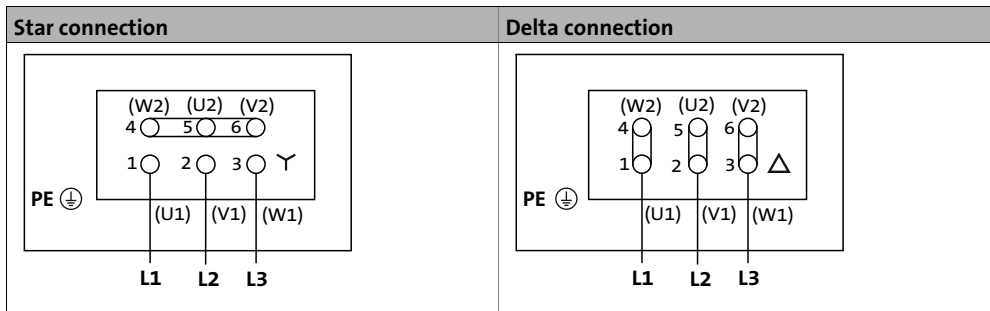 Star connection
Delta connection
(W2) (U2) (V2)
4 5 6
1 2 3
PE
(U1) (V1) (W1)
L1 L2 L3
(W2) (U2) (V2)
4 5 6
1 2 3
PE
(U1) (V1) (W1)
L1 L2 L3